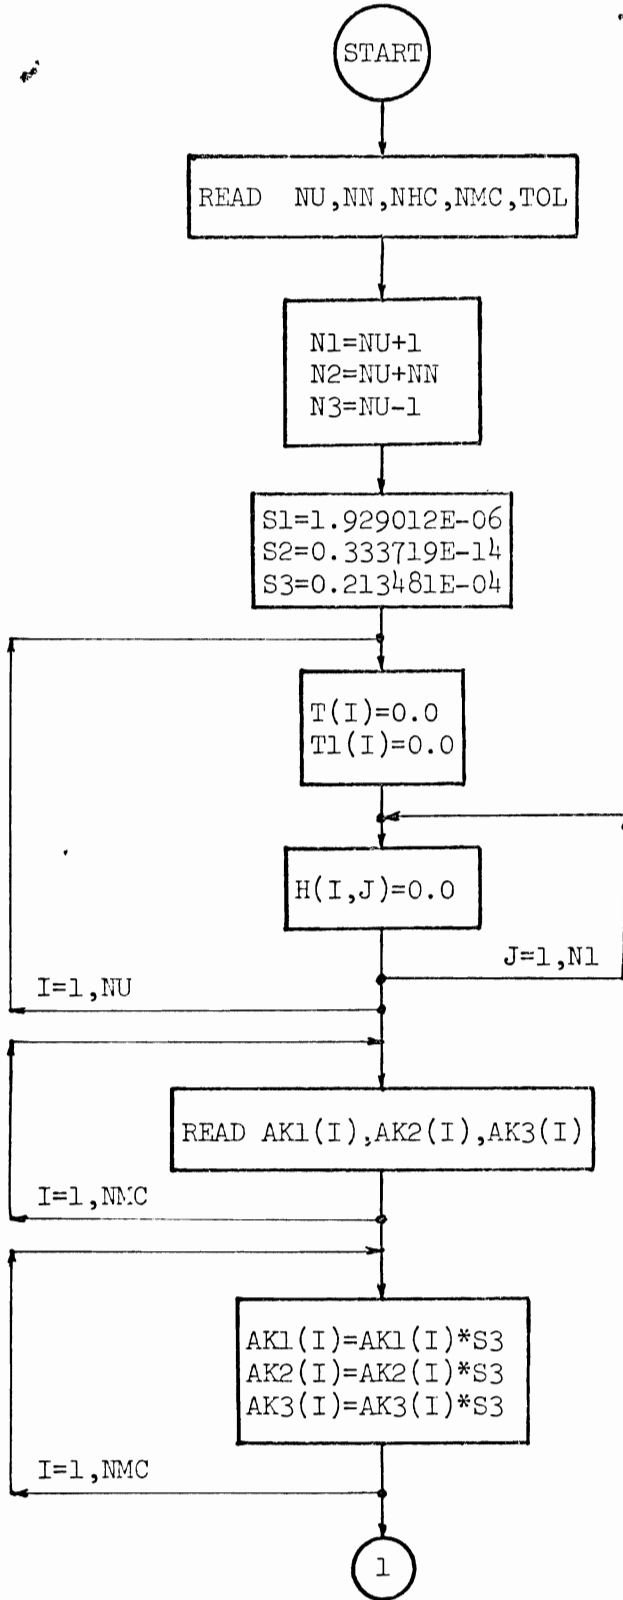 START
READ NU,NN,NHC,NMC,TOL
N1=NU+1
N2=NU+NN
N3=NU-1
S1=1.929012E-06
S2=0.333719E-14
S3=0.213481E-04
T(I)=0.0
T1(I)=0.0
H(I,J)=0.0
J=1,N1
I=1,NU
READ AK1(I),AK2(I),AK3(I)
I=1,NMC
AK1(I)=AK1(I)*S3
AK2(I)=AK2(I)*S3
AK3(I)=AK3(I)*S3
I=1,NMC
1